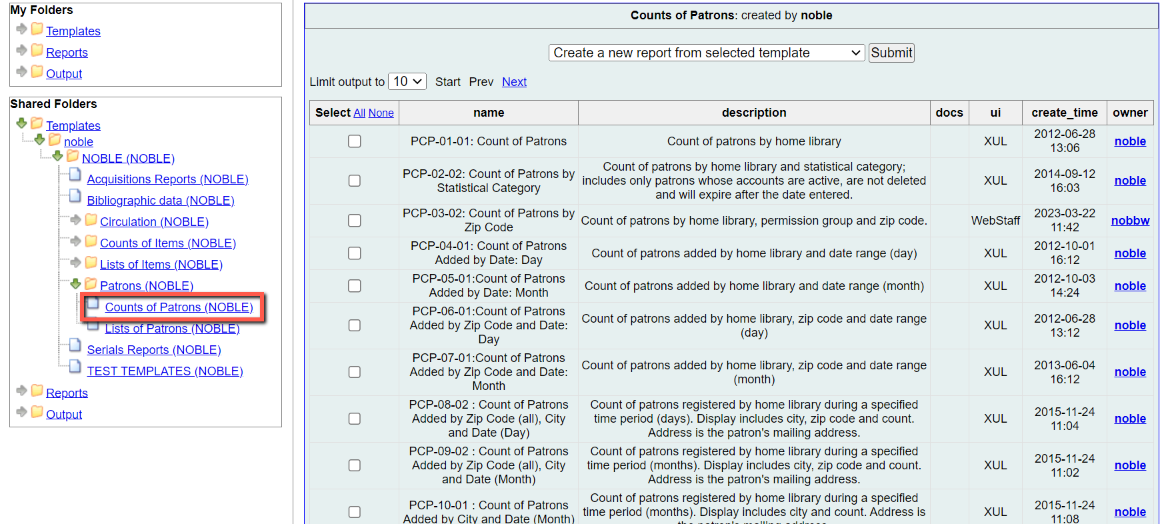 My Folders
Templates
Reports
Output
Shared Folders
Templates
noble
NOBLE (NOBLE)
Acquisitions Reports (NOBLE)
Bibliographic data (NOBLE)
Circulation (NOBLE)
Counts of Items (NOBLE)
Lists of Items (NOBLE)
Patrons (NOBLE)
Counts of Patrons (NOBLE)
Lists of Patrons (NOBLE)
Serials Reports (NOBLE)
TEST TEMPLATES (NOBLE)
Reports
Output
Counts of Patrons: created by noble
Create a new report from selected template Submit
Limit output to 10 Start Prev Next
Select All None name description docs ui create_time owner
PCP-01-01: Count of Patrons Count of patrons by home library XUL 2012-06-28
13:06 noble
PCP-02-02: Count of Patrons by
Statistical Category
Count of patrons by home library and statistical category;
includes only patrons whose accounts are active, are not deleted
and will expire after the date entered.
XUL 2014-09-12
16:03 noble
PCP-03-02: Count of Patrons by
Zip Code
Count of patrons by home library, permission group and zip code.
WebStaff 2023-03-22
11:42 nobbw
PCP-04-01: Count of Patrons
Added by Date: Day
Count of patrons added by home library and date range (day)
XUL 2012-10-01
16:12 noble
PCP-05-01:Count of Patrons
Added by Date: Month
Count of patrons added by home library and date range (month)
XUL 2012-10-03
14:24 noble
PCP-06-01:Count of Patrons
Added by Zip Code and Date:
Day
Count of patrons added by home library, zip code and date range
(day)
XUL 2012-06-28
13:12 noble
PCP-07-01:Count of Patrons
Added by Zip Code and Date:
Month
Count of patrons added by home library, zip code and date range
(month)
XUL 2013-06-04
16:12 noble
PCP-08-02 : Count of Patrons
Added by Zip Code (all), City
and Date (Day)
Count of patrons registered by home library during a specified
time period (days). Display includes city, zip code and count.
Address is the patron's mailing address.
XUL 2015-11-24
11:04 noble
PCP-09-02 : Count of Patrons
Added by Zip Code (all), City
and Date (Month)
Count of patrons registered by home library during a specified
time period (months). Display includes city, zip code and count.
Address is the patron's mailing address.
XUL 2015-11-24
11:02 noble
PCP-10-01 : Count of Patrons
Added by City and Date (Month)
Count of patrons registered by home library during a specified
time period (months). Display includes city and count. Address is
XUL 2015-11-24
11:08 noble